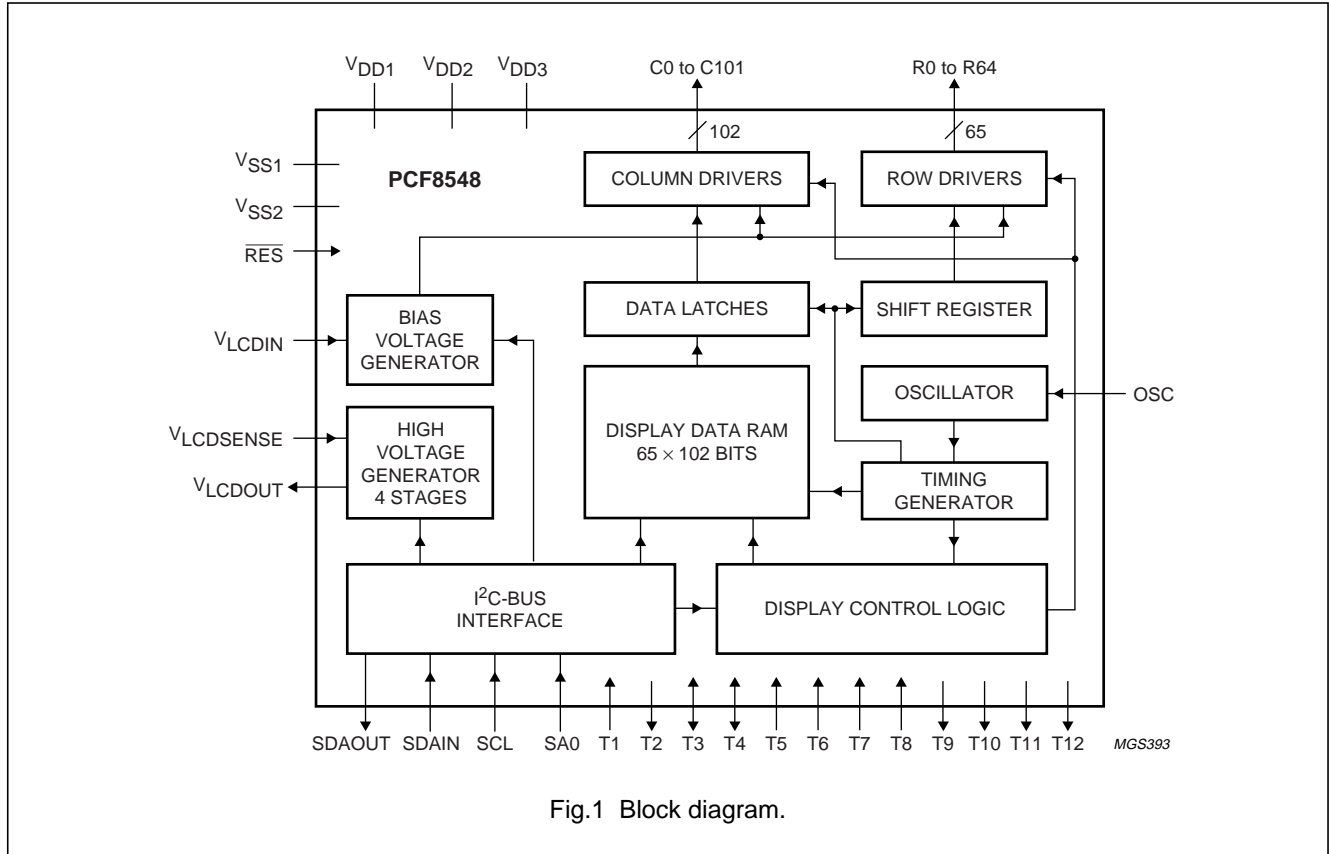 VDD1 VDD2 VDD3 C0 to C101 R0 to R64
102 65
VSS1
PCF8548
COLUMN DRIVERS
ROW DRIVERS
VSS2
RES
DATA LATCHES
SHIFT REGISTER
VLCDIN
BIAS
VOLTAGE
GENERATOR
OSCILLATOR
OSC
VLCDSENSE
VLCDOUT
HIGH
VOLTAGE
GENERATOR
4 STAGES
DISPLAY DATA RAM
65 × 102 BITS
TIMING
GENERATOR
I2C-BUS
INTERFACE
DISPLAY CONTROL LOGIC
SDAOUT SDAIN SCL SA0 T1 T2 T3 T4 T5 T6 T7 T8 T9 T10 T11 T12 MGS393
Fig.1 Block diagram.